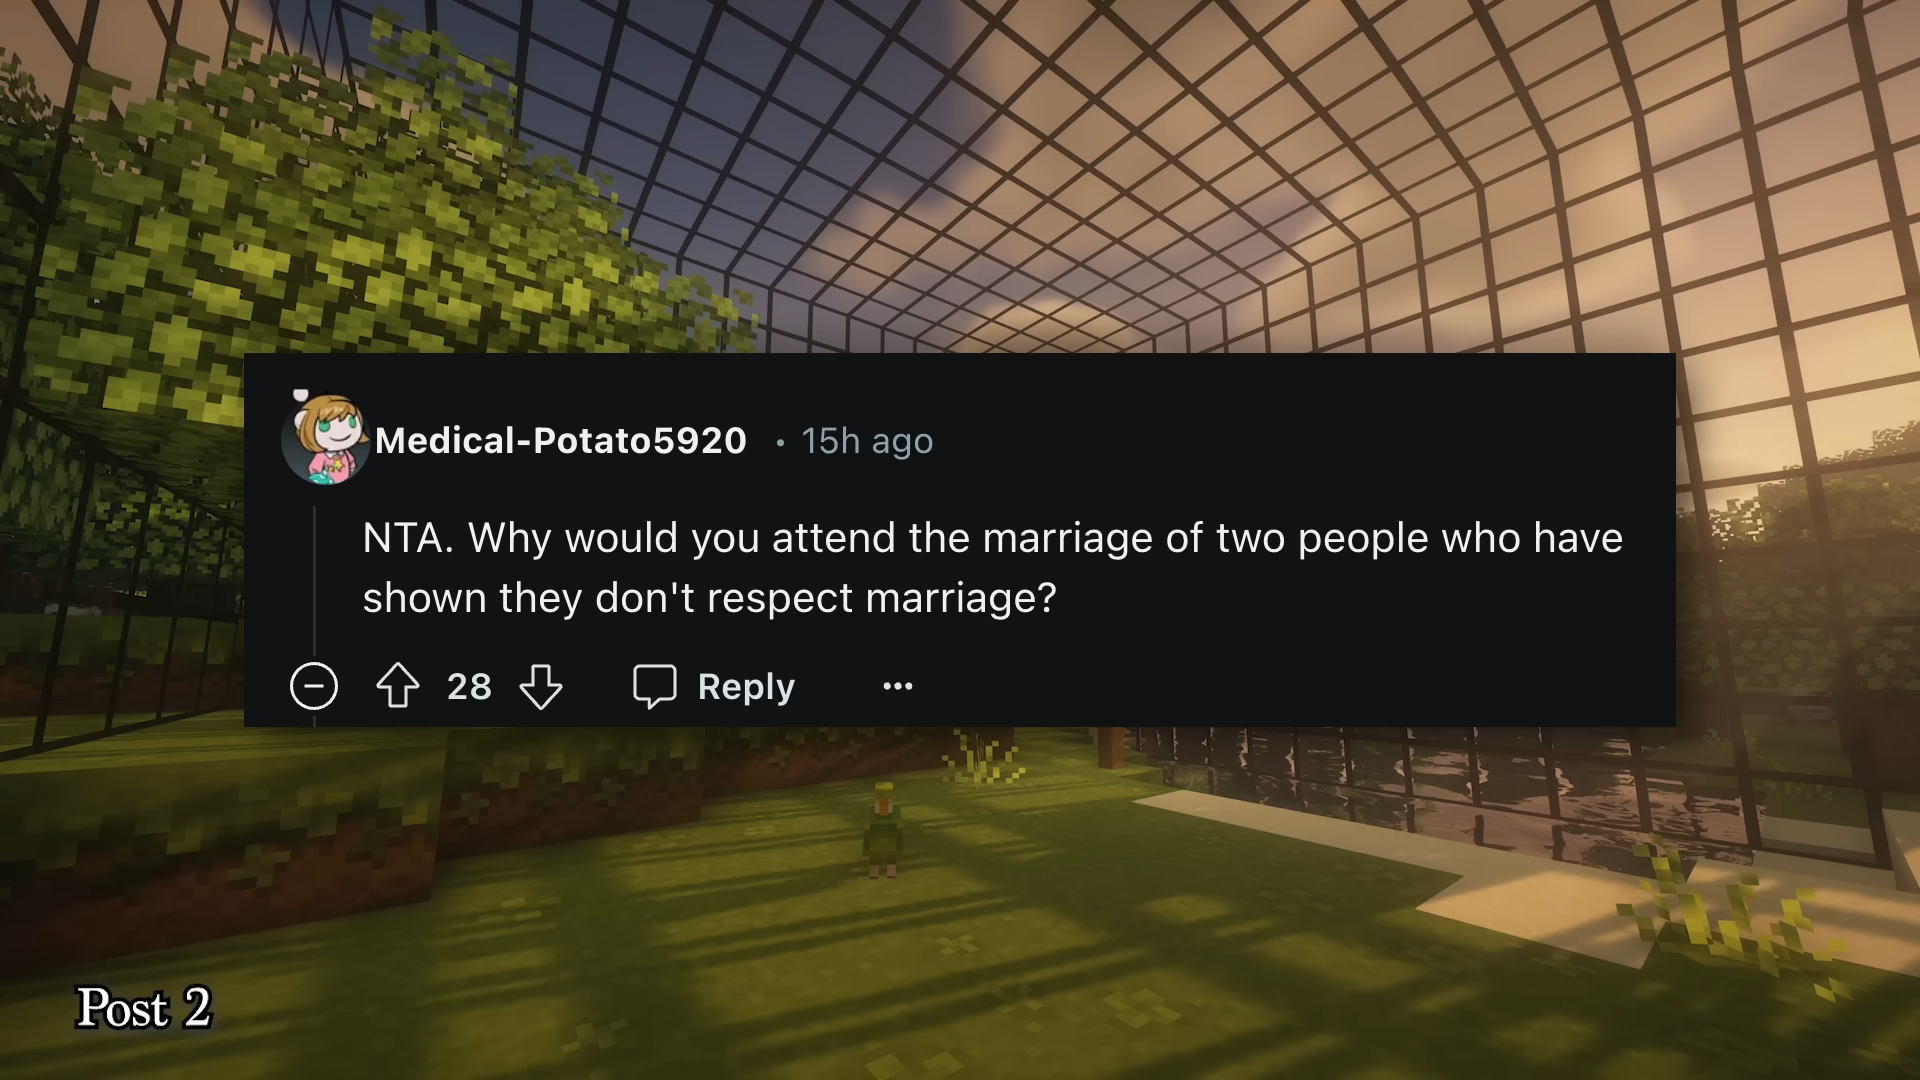 Medical-Potato5920 • 15h ago
NTA. Why would you attend the marriage of two people who have
shown they don't respect marriage?
28 Reply ...
Post 2